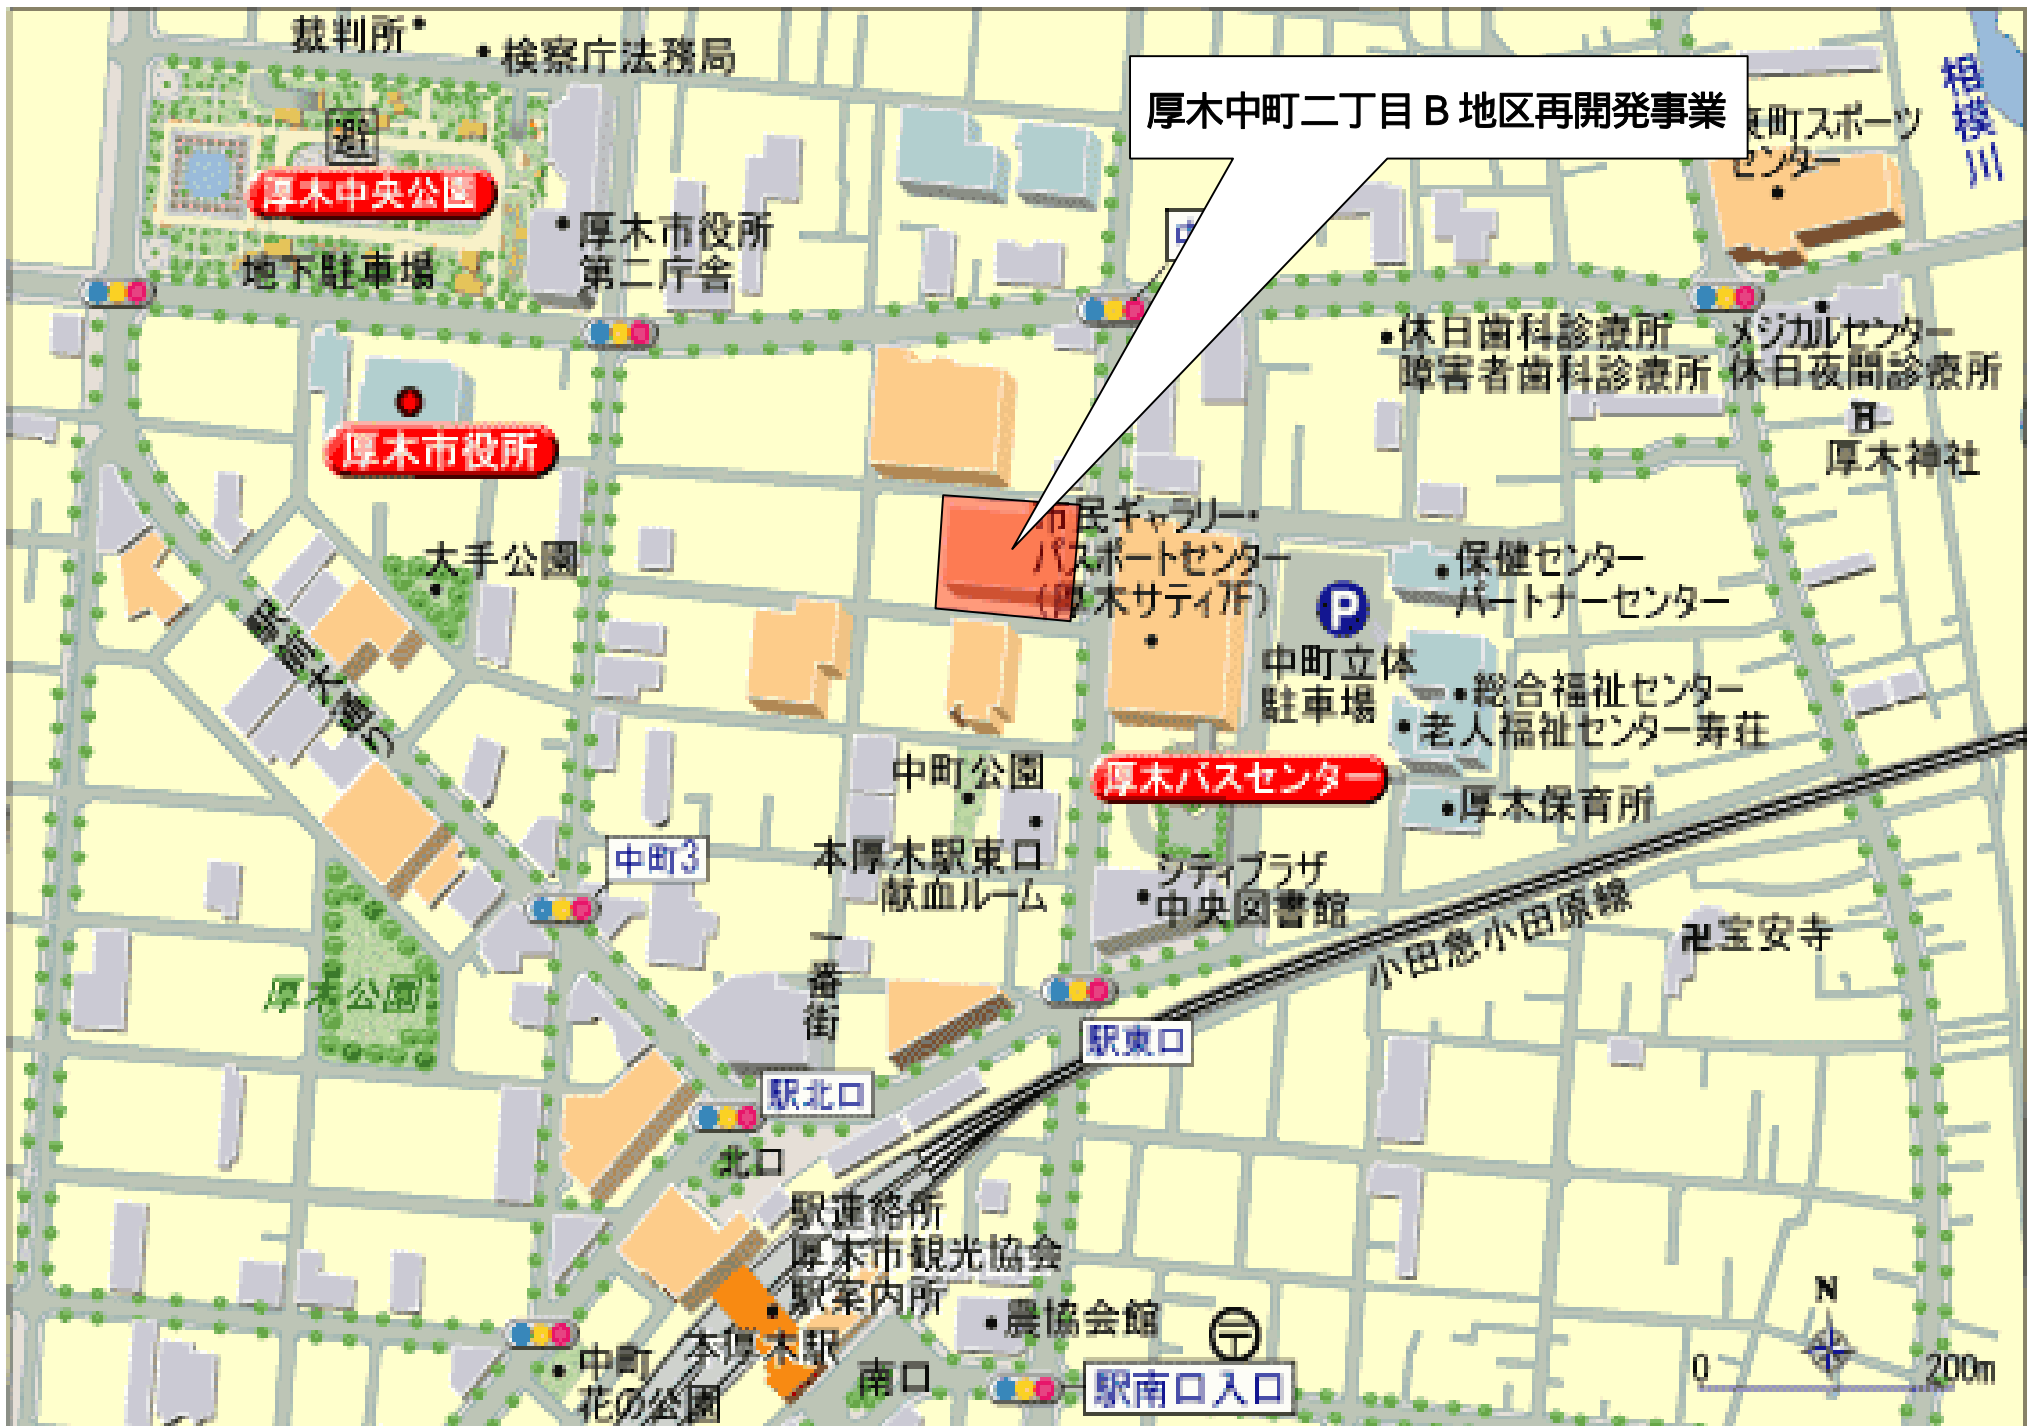 裁判所
検察庁法務局
厚木中町二丁目B地区再開発事業
相模川
東町スポーツ
センター
避
厚木中央公園
厚木市役所
第二庁舎
地下駐車場
中
休日歯科診療所
障害者歯科診療所
メジカルセンター
休日夜間診療所
厚木市役所
厚木神社
市民ギャラリー・
パスポートセンター
(厚木サティ7F)
大手公園
保健センター
パートナーセンター
P
駅前大通り
中町立体
駐車場
総合福祉センター
老人福祉センター寿荘
中町公園
厚木バスセンター
厚木保育所
中町3
本厚木駅東口
献血ルーム
シティプラザ
中央図書館
小田急小田原線
卍宝安寺
一番街
厚木公園
駅東口
駅北口
北口
駅連絡所
厚木市観光協会
駅案内所
本厚木駅
農協会館
〒
中町
花の公園
南口
駅南口入口
N
0 200m